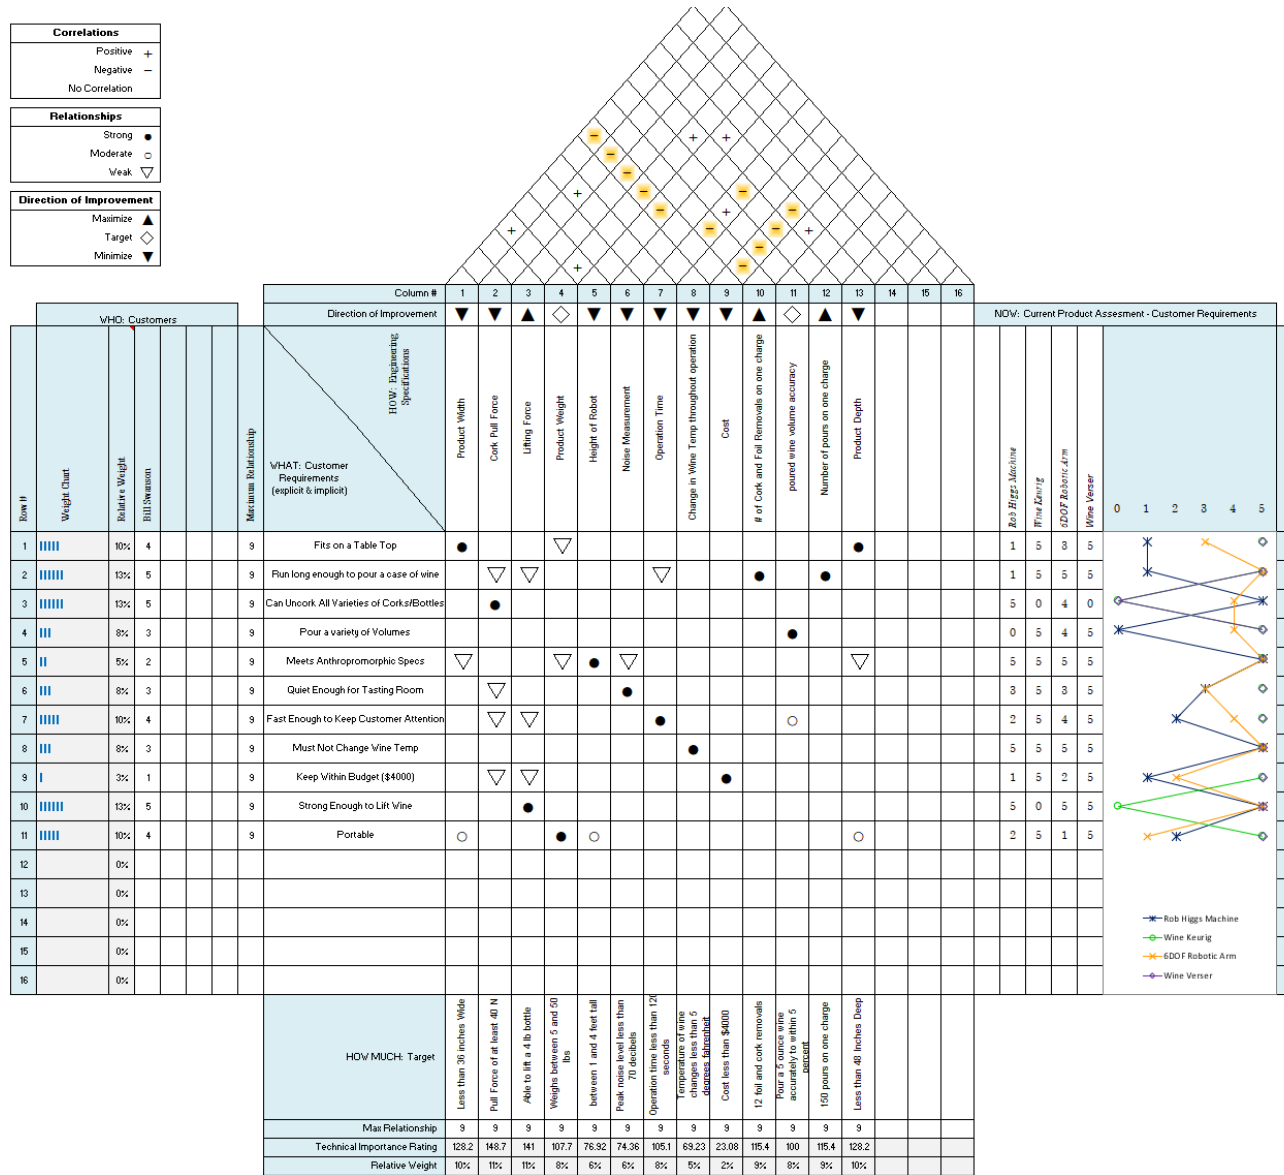 Correlations
Positive +
Negative −
No Correlation
Relationships
Strong ●
Moderate ○
Weak ▽
Direction of Improvement
Maximize ▲
Target ◇
Minimize ▼
Column # 1 2 3 4 5 6 7 8 9 10 11 12 13 14 15 16
Direction of Improvement ▼ ▼ ▲ ◇ ▼ ▼ ▼ ▼ ▼ ▲ ◇ ▲ ▼
WHO: Customers
NOW: Current Product Assesment - Customer Requirements
Row #
Weight Chart
Relative Weight
Bill Swanson
Maximum Relationship
WHAT: Customer
Requirements
(explicit & implicit)
HOW: Engineering
Specifications
Product Width
Cork Pull Force
Lifting Force
Product Weight
Height of Robot
Noise Measurement
Operation Time
Change in Wine Temp throughout operation
Cost
# of Cork and Foil Removals on one charge
poured wine volume accuracy
Number of pours on one charge
Product Depth
Rob Higgs Machine
Wine Keurig
6DOF Robotic Arm
Wine Verser
0 1 2 3 4 5
1 10% 4 9 Fits on a Table Top ● ▽ ● 1 5 3 5
2 13% 5 9 Run long enough to pour a case of wine ▽ ▽ ▽ ● ● 1 5 5 5
3 13% 5 9 Can Uncork All Varieties of Corks/Bottles ● 5 0 4 0
4 8% 3 9 Pour a variety of Volumes ● 0 5 4 5
5 5% 2 9 Meets Anthropromorphic Specs ▽ ▽ ● ▽ ▽ 5 5 5 5
6 8% 3 9 Quiet Enough for Tasting Room ▽ ● 3 5 3 5
7 10% 4 9 Fast Enough to Keep Customer Attention ▽ ▽ ● ○ 2 5 4 5
8 8% 3 9 Must Not Change Wine Temp ● 5 5 5 5
9 3% 1 9 Keep Within Budget ($4000) ▽ ▽ ● 1 5 2 5
10 13% 5 9 Strong Enough to Lift Wine ● 5 0 5 5
11 10% 4 9 Portable ○ ● ○ ○ 2 5 1 5
12 0%
13 0%
14 0%
15 0%
16 0%
Rob Higgs Machine
Wine Keurig
6DOF Robotic Arm
Wine Verser
HOW MUCH: Target
Less than 36 inches Wide
Pull Force of at least 40 N
Able to lift a 4 lb bottle
Weighs between 5 and 50
lbs
between 1 and 4 feet tall
Peak noise level less than
70 decibels
Operation time less than 120
seconds
Temperature of wine
changes less than 5
degrees fahrenheit
Cost less than $4000
12 foil and cork removals
Pour a 5 ounce wine
accurately to within 5
percent
150 pours on one charge
Less than 48 Inches Deep
Max Relationship 9 9 9 9 9 9 9 9 9 9 9 9 9
Technical Importance Rating 128.2 148.7 141 107.7 76.92 74.36 105.1 69.23 23.08 115.4 100 115.4 128.2
Relative Weight 10% 11% 11% 8% 6% 6% 8% 5% 2% 9% 8% 9% 10%